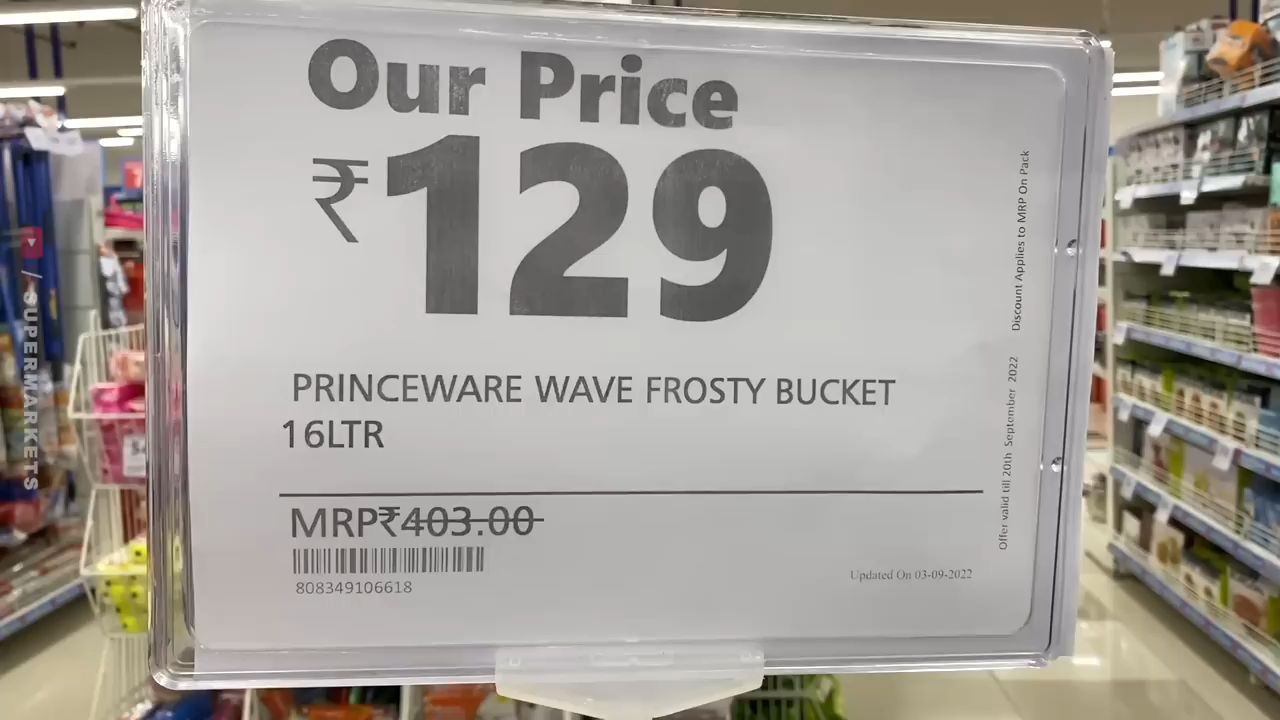 Our Price
₹129
PRINCEWARE WAVE FROSTY BUCKET
16LTR
MRP₹403.00
808349106618
Updated On 03-09-2022
Offer valid till 20th September 2022 Discount Applies to MRP On Pack
/ SUPERMARKETS